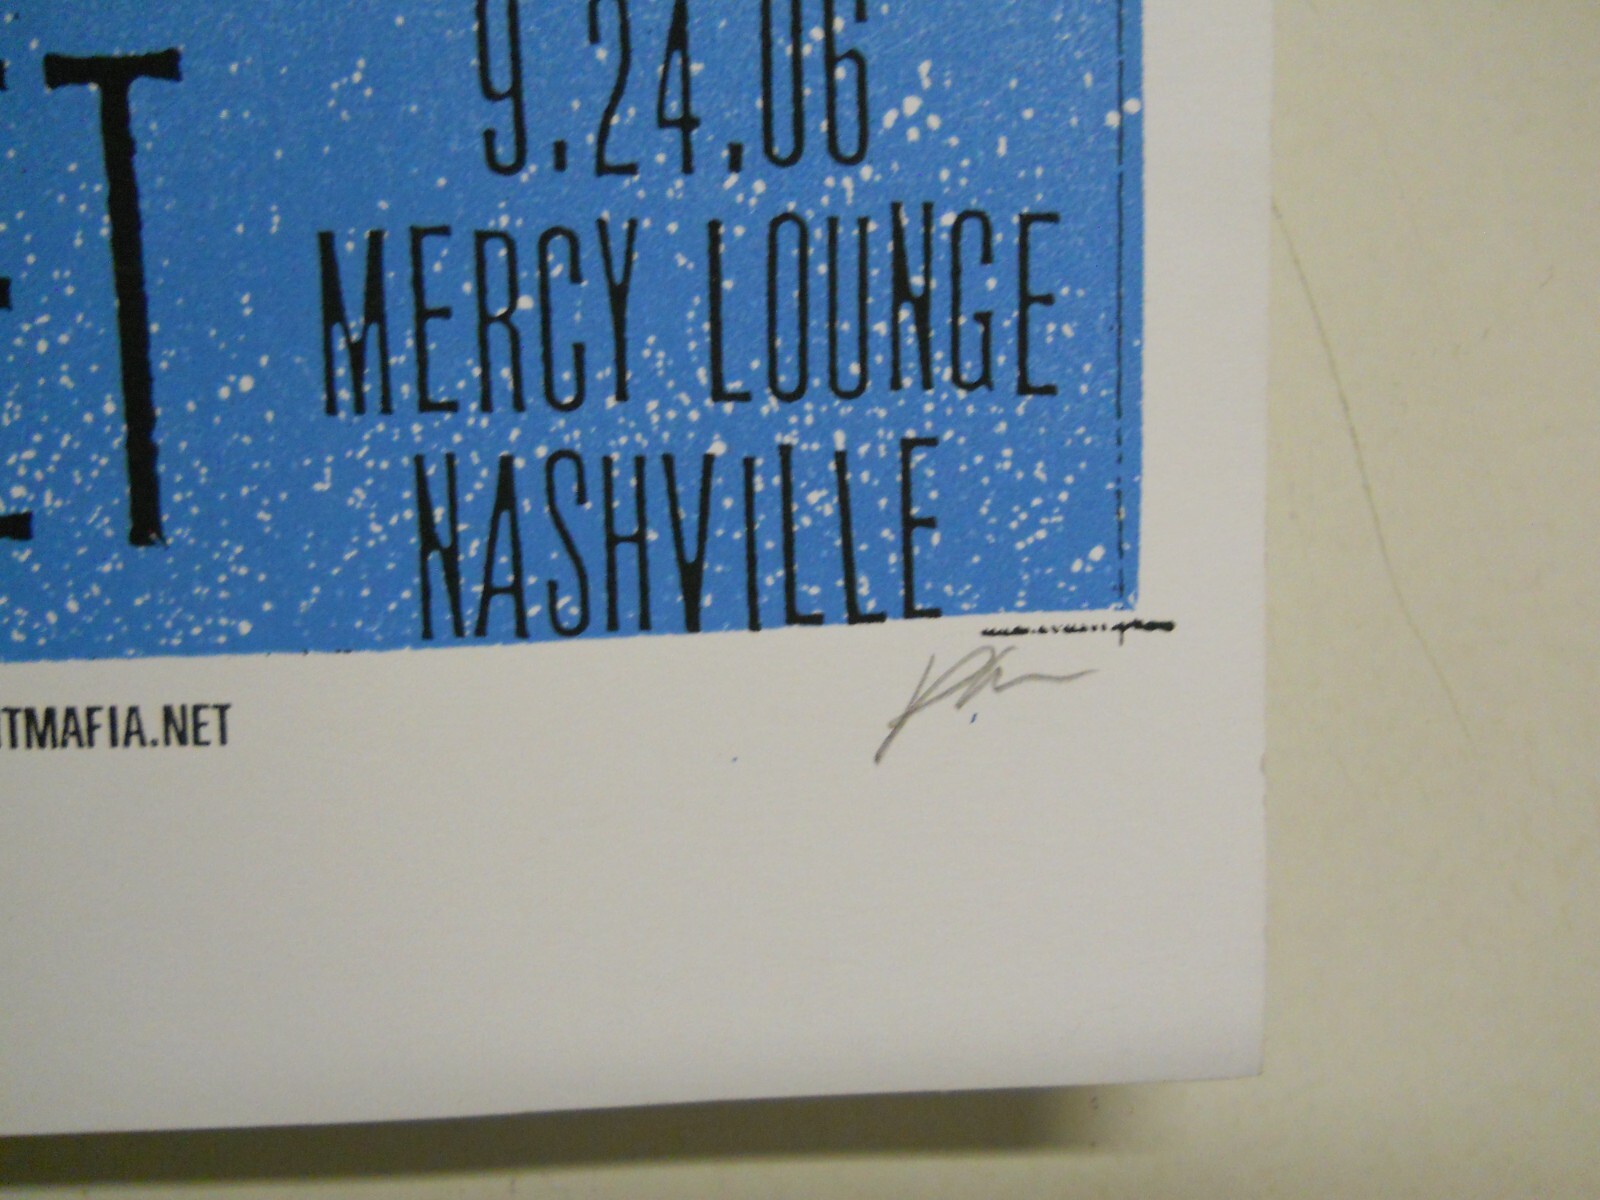 9.24.06
MERCY LOUNGE
NASHVILLE
TMAFIA.NET